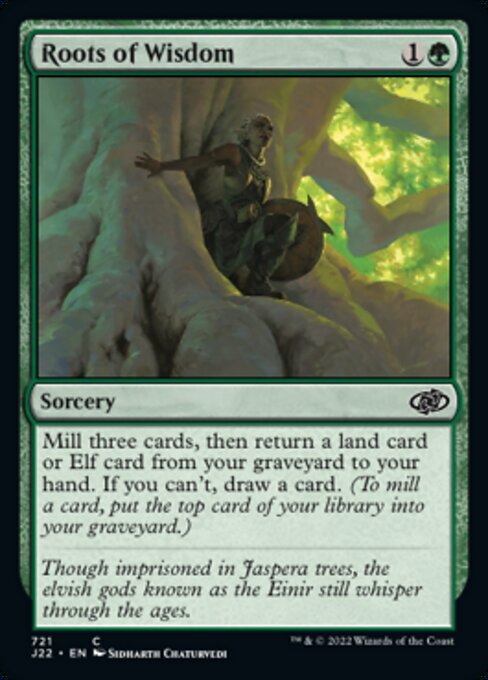 Roots of Wisdom 1
Sorcery
Mill three cards, then return a land card
or Elf card from your graveyard to your
hand. If you can't, draw a card. (To mill
a card, put the top card of your library into
your graveyard.)
Though imprisoned in Jaspera trees, the
elvish gods known as the Einir still whisper
through the ages.
721 C ™ & © 2022 Wizards of the Coast
J22 • EN Sidharth Chaturvedi